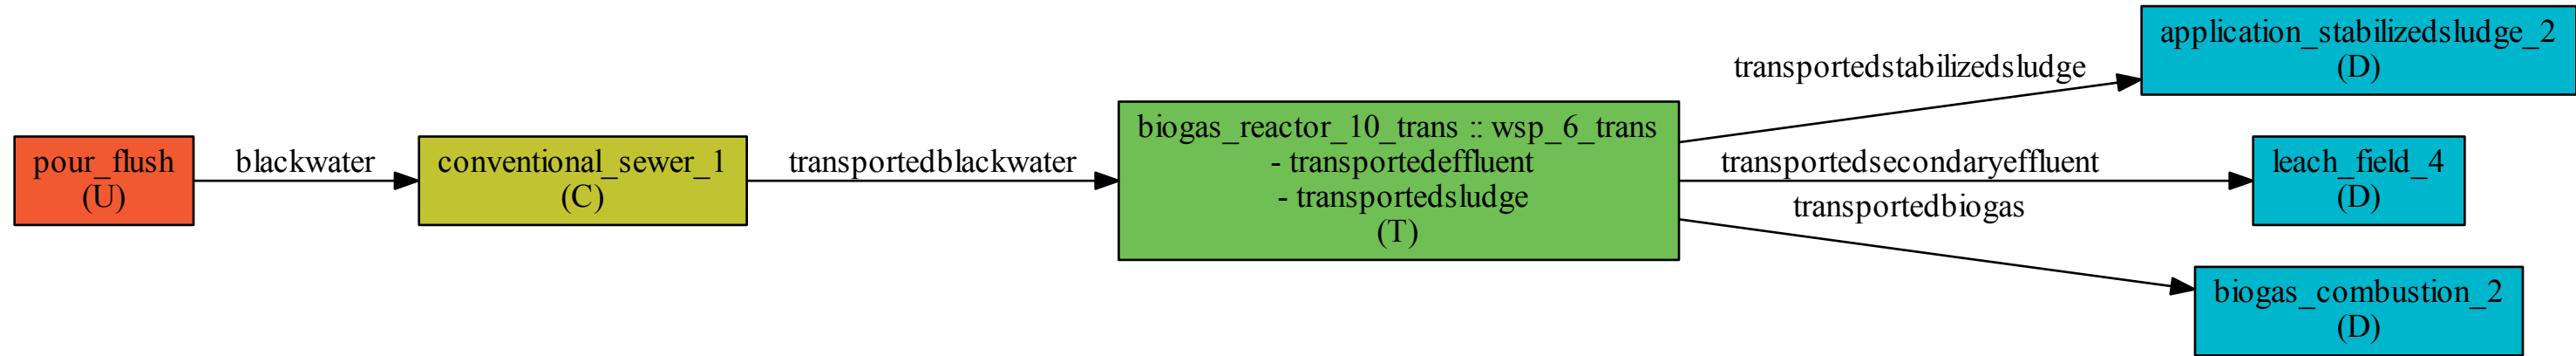 pour_flush
(U)
blackwater
conventional_sewer_1
(C)
transportedblackwater
biogas_reactor_10_trans :: wsp_6_trans
- transportedeffluent
- transportedsludge
(T)
transportedstabilizedsludge
transportedsecondaryeffluent
transportedbiogas
application_stabilizedsludge_2
(D)
leach_field_4
(D)
biogas_combustion_2
(D)